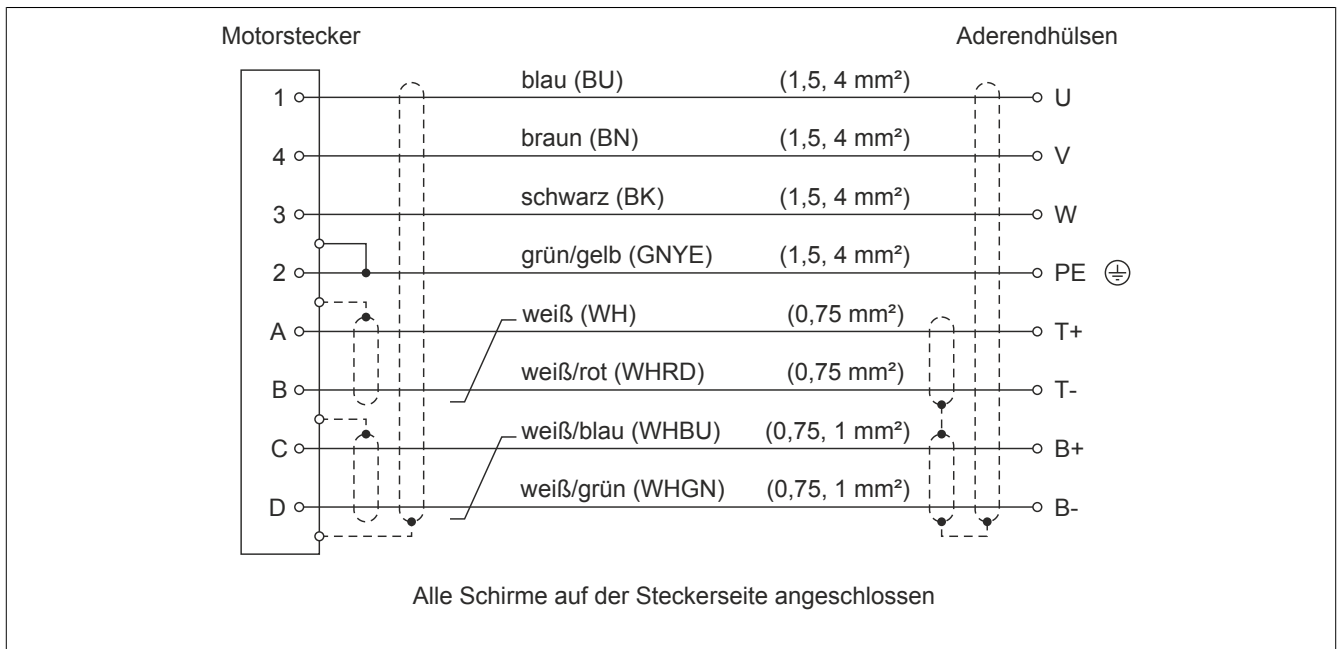 Motorstecker Aderendhülsen
1 blau (BU) (1,5, 4 mm²) U
4 braun (BN) (1,5, 4 mm²) V
3 schwarz (BK) (1,5, 4 mm²) W
2 grün/gelb (GNYE) (1,5, 4 mm²) PE
A weiß (WH) (0,75 mm²) T+
B weiß/rot (WHRD) (0,75 mm²) T-
C weiß/blau (WHBU) (0,75, 1 mm²) B+
D weiß/grün (WHGN) (0,75, 1 mm²) B-
Alle Schirme auf der Steckerseite angeschlossen